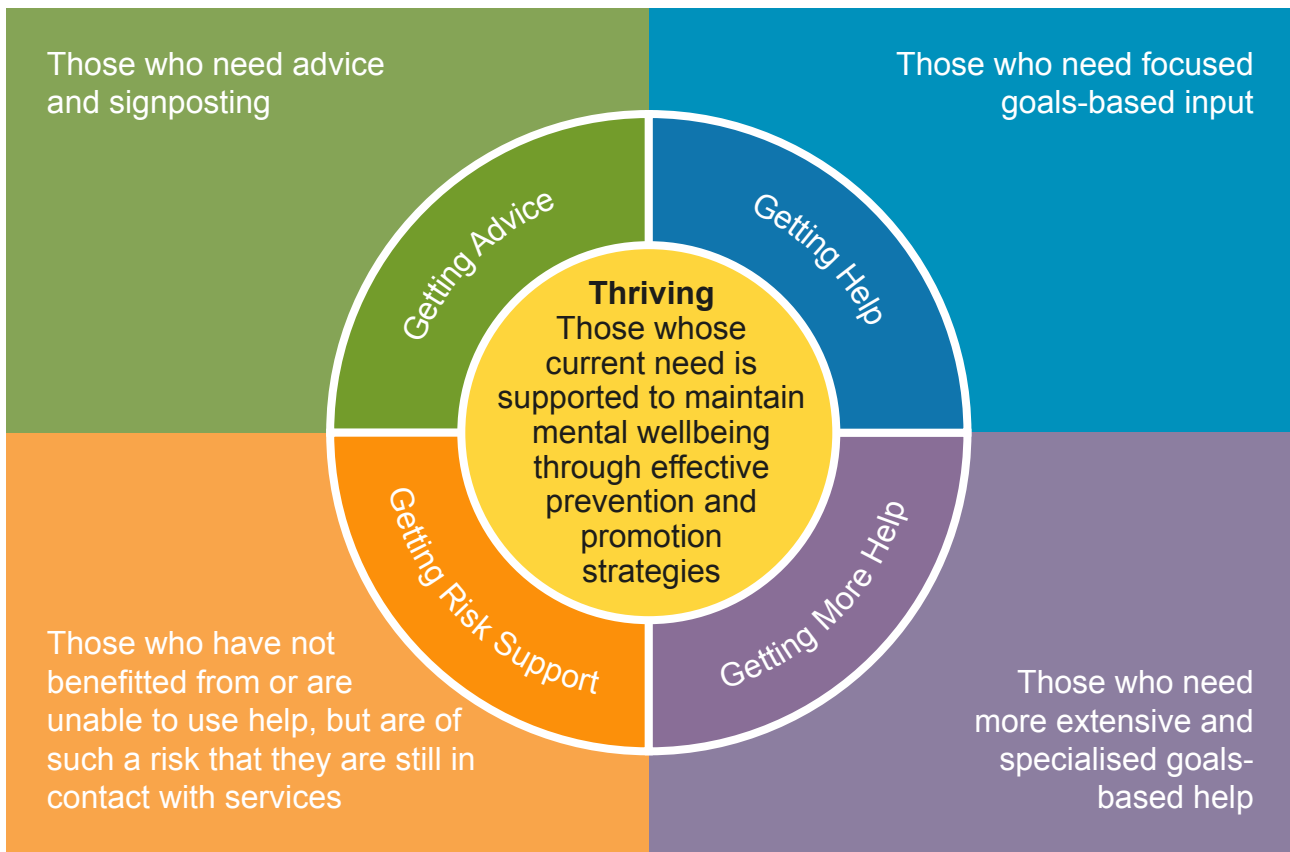 Those who need advice
and signposting
Those who need focused
goals-based input
Getting Advice
Getting Help
Thriving
Those whose
current need is
supported to maintain
mental wellbeing
through effective
prevention and
promotion
strategies
Getting Risk Support
Getting More Help
Those who have not
benefitted from or are
unable to use help, but are of
such a risk that they are still in
contact with services
Those who need
more extensive and
specialised goals-
based help